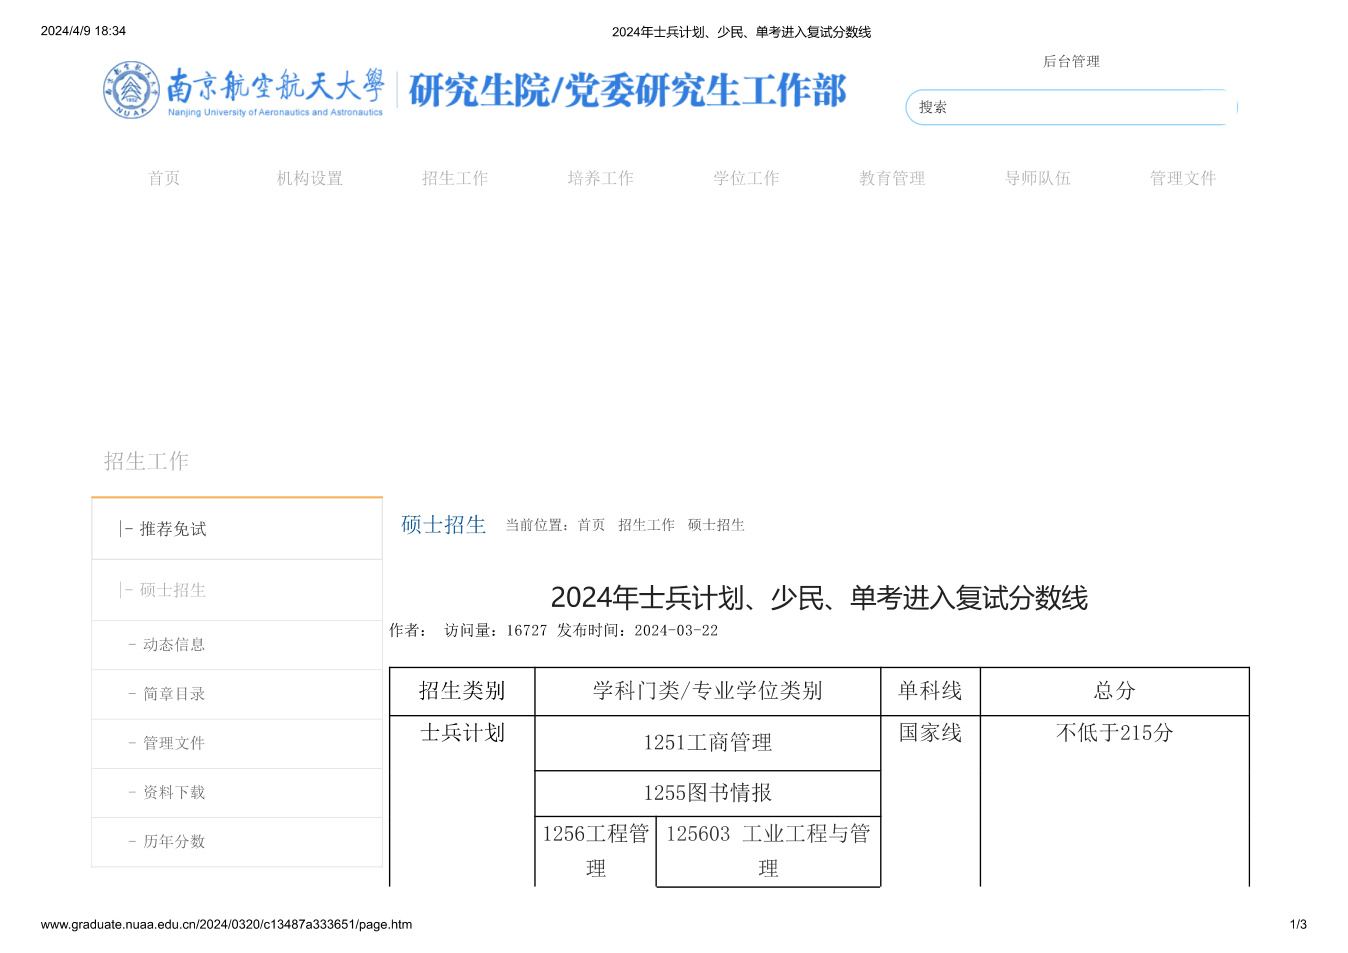 2024/4/9 18:34
2024年士兵计划、少民、单考进入复试分数线
后台管理
南京航空航天大學
Nanjing University of Aeronautics and Astronautics
NUAA
1952
研究生院/党委研究生工作部
搜索
首页 机构设置 招生工作 培养工作 学位工作 教育管理 导师队伍 管理文件
招生工作
|- 推荐免试
|- 硕士招生
- 动态信息
- 简章目录
- 管理文件
- 资料下载
- 历年分数
硕士招生 当前位置：首页 招生工作 硕士招生
2024年士兵计划、少民、单考进入复试分数线
作者： 访问量：16727 发布时间：2024-03-22
招生类别 学科门类/专业学位类别 单科线 总分
士兵计划 1251工商管理 国家线 不低于215分
1255图书情报
1256工程管 125603 工业工程与管
理 理
www.graduate.nuaa.edu.cn/2024/0320/c13487a333651/page.htm
1/3